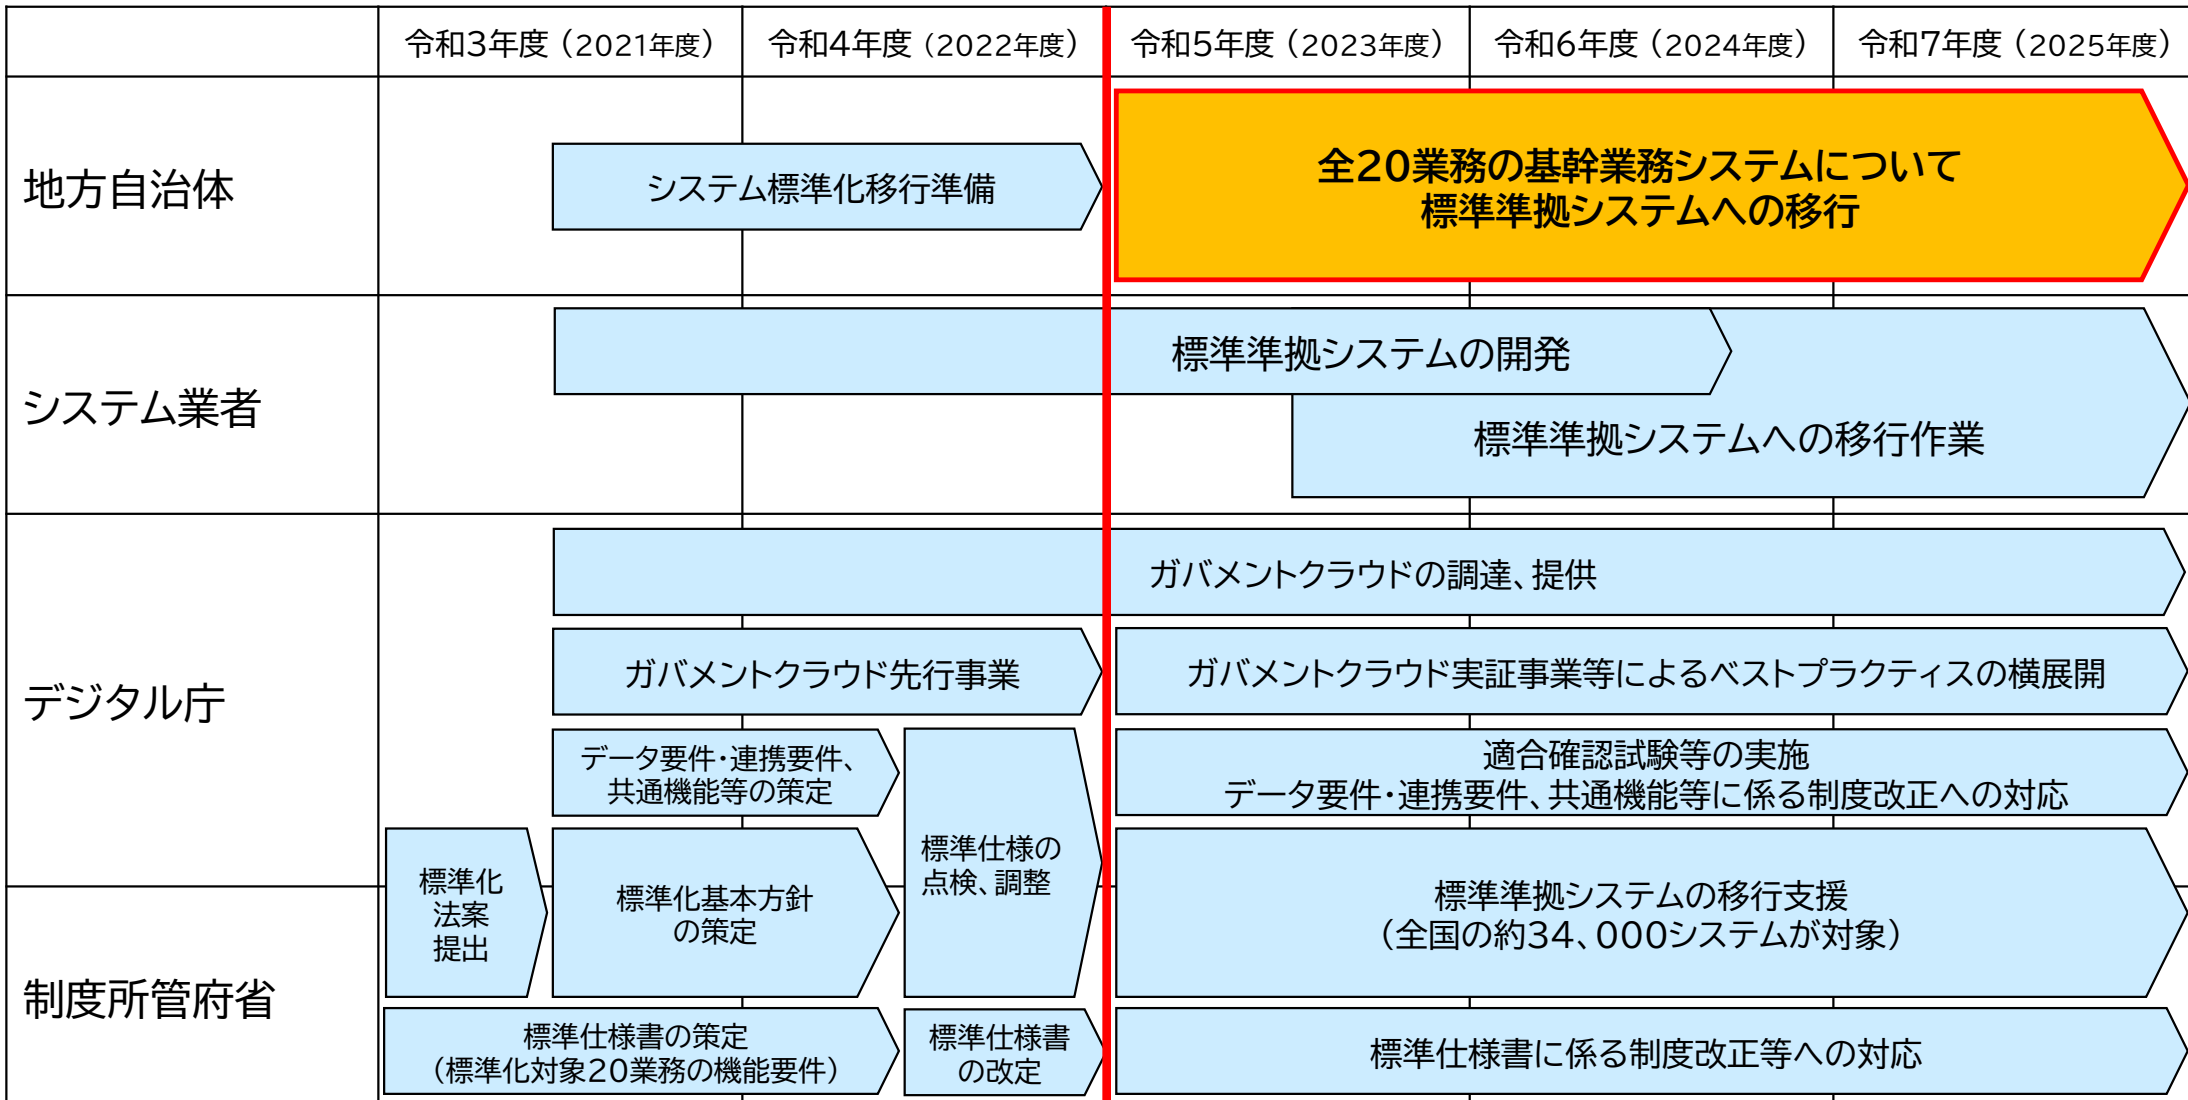 令和3年度（2021年度）
令和4年度（2022年度）
令和5年度（2023年度）
令和6年度（2024年度）
令和7年度（2025年度）
地方自治体
システム標準化移行準備
全20業務の基幹業務システムについて
標準準拠システムへの移行
システム業者
標準準拠システムの開発
標準準拠システムへの移行作業
デジタル庁
ガバメントクラウドの調達、提供
ガバメントクラウド先行事業
ガバメントクラウド実証事業等によるベストプラクティスの横展開
データ要件・連携要件、
共通機能等の策定
標準仕様の
点検、調整
適合確認試験等の実施
データ要件・連携要件、共通機能等に係る制度改正への対応
標準化
法案
提出
標準化基本方針
の策定
標準準拠システムの移行支援
（全国の約34、000システムが対象）
制度所管府省
標準仕様書の策定
（標準化対象20業務の機能要件）
標準仕様書
の改定
標準仕様書に係る制度改正等への対応